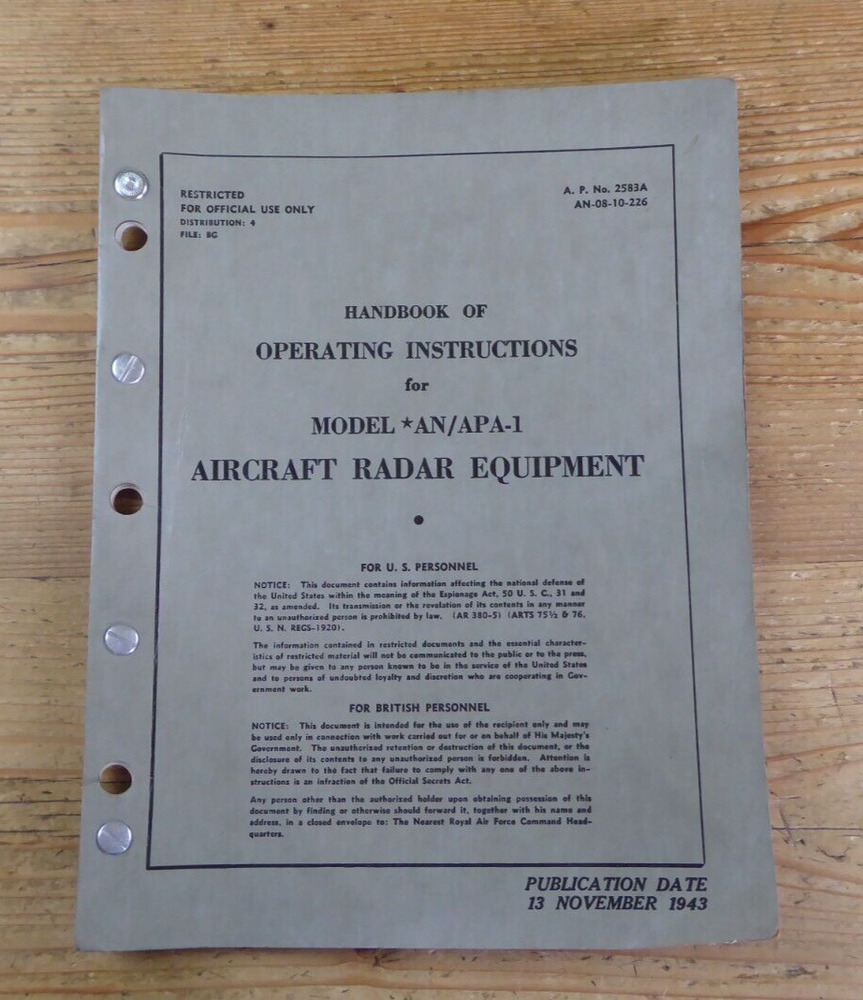 RESTRICTED
FOR OFFICIAL USE ONLY
DISTRIBUTION: 4
FILE: BG
A. P. No. 2583A
AN-08-10-226
HANDBOOK OF
OPERATING INSTRUCTIONS
for
MODEL *AN/APA-1
AIRCRAFT RADAR EQUIPMENT
FOR U. S. PERSONNEL
NOTICE: This document contains information affecting the national defense of
the United States within the meaning of the Espionage Act, 50 U. S. C., 31 and
32, as amended. Its transmission or the revelation of its contents in any manner
to an unauthorized person is prohibited by law. (AR 380-5) (ARTS 75½ & 76,
U. S. N. REGS-1920).
The information contained in restricted documents and the essential character-
istics of restricted material will not be communicated to the public or to the press,
but may be given to any person known to be in the service of the United States
and to persons of undoubted loyalty and discretion who are cooperating in Gov-
ernment work.
FOR BRITISH PERSONNEL
NOTICE: This document is intended for the use of the recipient only and may
be used only in connection with work carried out for or on behalf of His Majesty's
Government. The unauthorized retention or destruction of this document, or the
disclosure of its contents to any unauthorized person is forbidden. Attention is
hereby drawn to the fact that failure to comply with any one of the above in-
structions is an infraction of the Official Secrets Act.
Any person other than the authorized holder upon obtaining possession of this
document by finding or otherwise should forward it, together with his name and
address, in a closed envelope to: The Nearest Royal Air Force Command Head-
quarters.
PUBLICATION DATE
13 NOVEMBER 1943